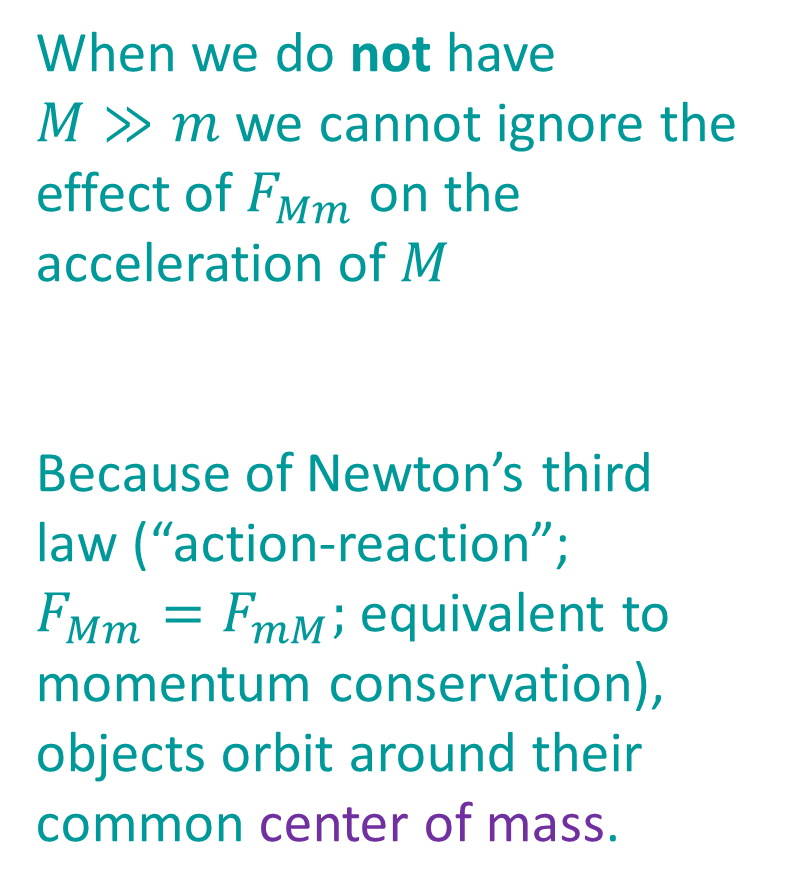 When we do not have
M ≫ m we cannot ignore the
effect of F_{Mm} on the
acceleration of M
Because of Newton’s third
law (“action-reaction”;
F_{Mm} = F_{mM}; equivalent to
momentum conservation),
objects orbit around their
common center of mass.